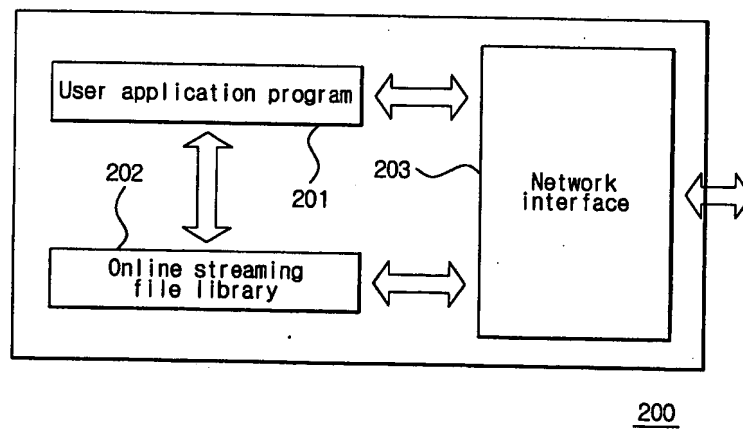 User application program
202
201
203
Network
interface
Online streaming
file library
200